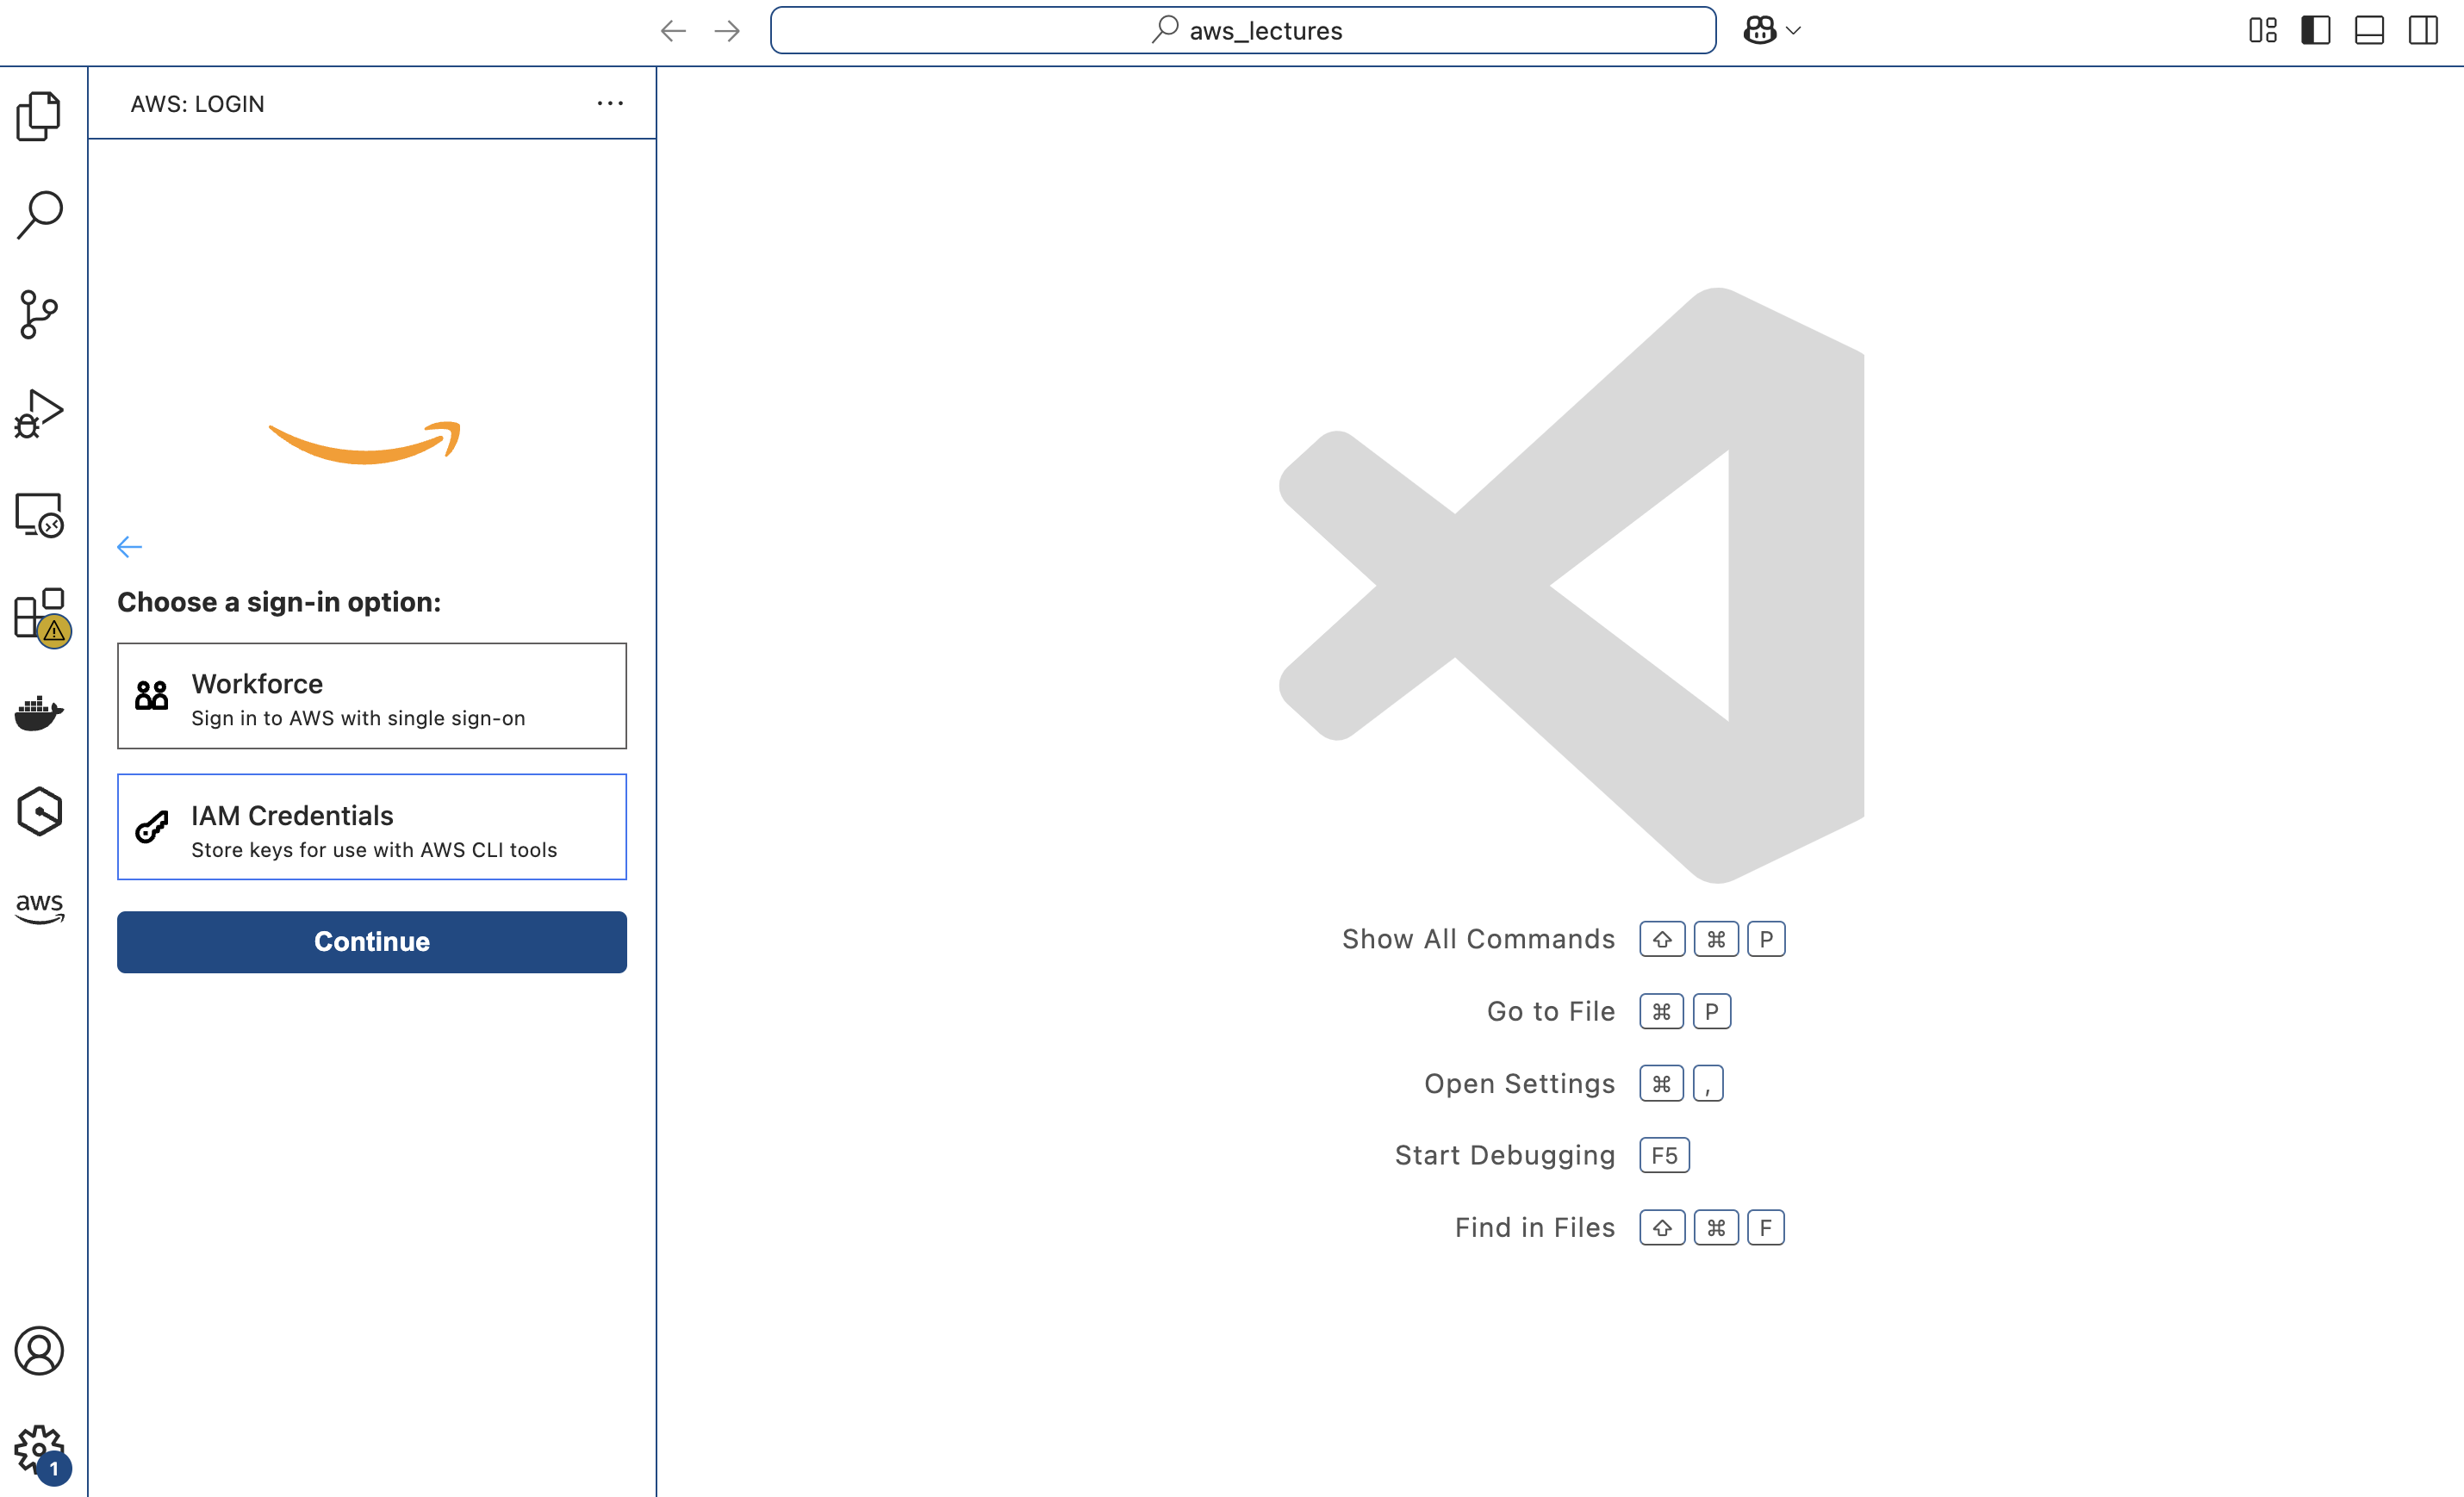 aws_lectures
AWS: LOGIN
Choose a sign-in option:
Workforce
Sign in to AWS with single sign-on
IAM Credentials
Store keys for use with AWS CLI tools
Continue
aws
1
Show All Commands ⇧ ⌘ P
Go to File ⌘ P
Open Settings ⌘ ,
Start Debugging F5
Find in Files ⇧ ⌘ F